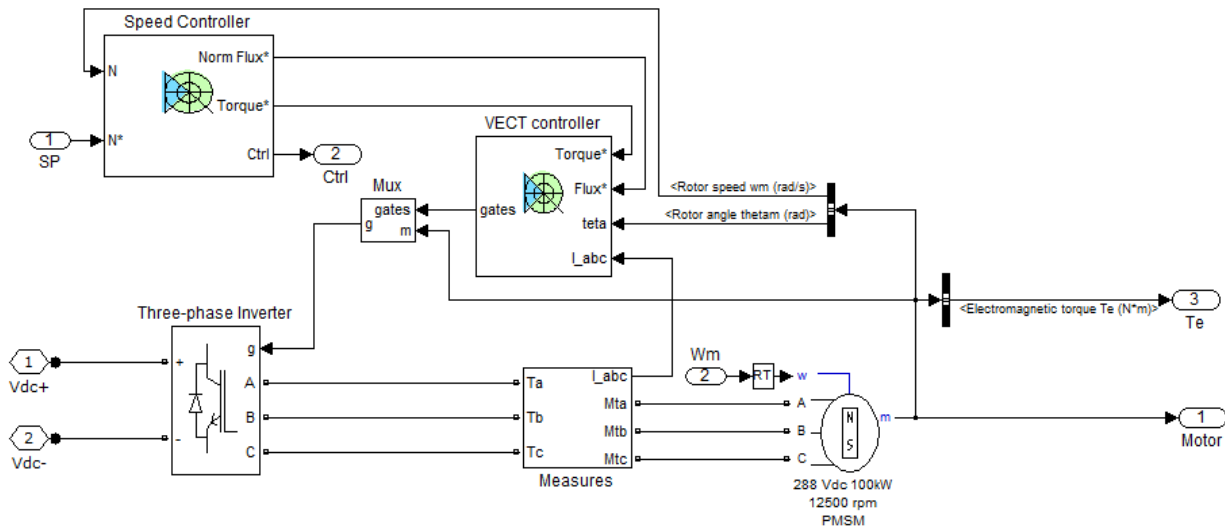 Speed Controller
N
N*
Norm Flux*
Torque*
Ctrl
1
SP
2
Ctrl
VECT controller
Torque*
Flux*
teta
I_abc
gates
Mux
gates
g
m
<Rotor speed wm (rad/s)>
<Rotor angle thetam (rad)>
<Electromagnetic torque Te (N*m)>
3
Te
Three-phase Inverter
g
+
-
A
B
C
1
Vdc+
2
Vdc-
Ta
Tb
Tc
I_abc
Mta
Mtb
Mtc
Measures
Wm
2
RT
w
A
B
C
N
S
m
288 Vdc 100kW
12500 rpm
PMSM
1
Motor